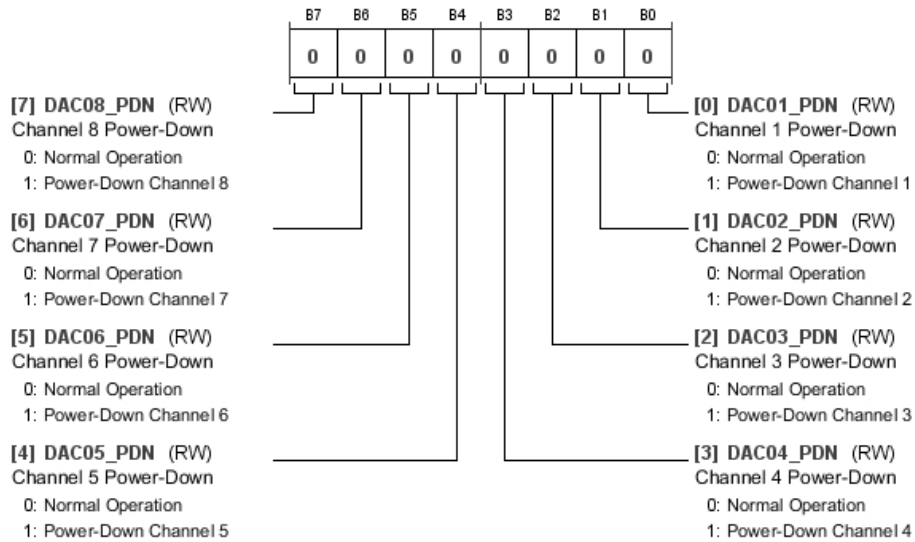 B7 B6 B5 B4 B3 B2 B1 B0
0 0 0 0 0 0 0 0
[7] DAC08_PDN (RW)
Channel 8 Power-Down
0: Normal Operation
1: Power-Down Channel 8
[6] DAC07_PDN (RW)
Channel 7 Power-Down
0: Normal Operation
1: Power-Down Channel 7
[5] DAC06_PDN (RW)
Channel 6 Power-Down
0: Normal Operation
1: Power-Down Channel 6
[4] DAC05_PDN (RW)
Channel 5 Power-Down
0: Normal Operation
1: Power-Down Channel 5
[0] DAC01_PDN (RW)
Channel 1 Power-Down
0: Normal Operation
1: Power-Down Channel 1
[1] DAC02_PDN (RW)
Channel 2 Power-Down
0: Normal Operation
1: Power-Down Channel 2
[2] DAC03_PDN (RW)
Channel 3 Power-Down
0: Normal Operation
1: Power-Down Channel 3
[3] DAC04_PDN (RW)
Channel 4 Power-Down
0: Normal Operation
1: Power-Down Channel 4